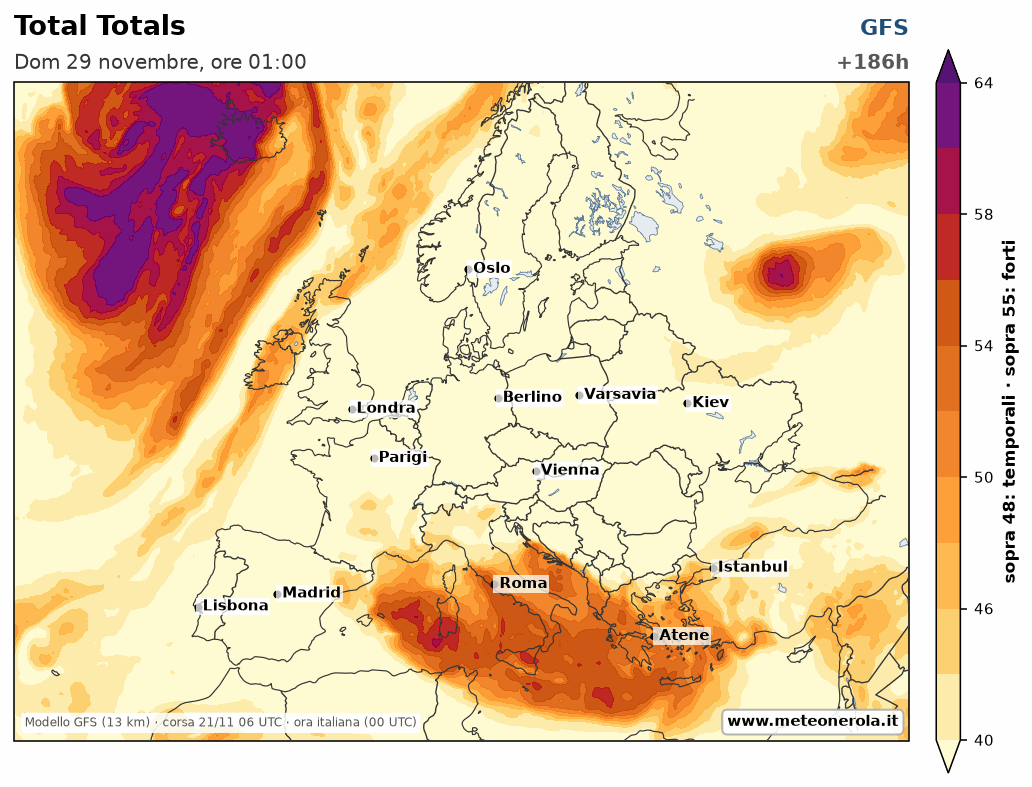 Total Totals
GFS
Dom 29 novembre, ore 01:00
+186h
64
58
54
50
46
40
sopra 48: temporali · sopra 55: forti
Oslo
Berlino
Varsavia
Kiev
Londra
Parigi
Vienna
Istanbul
Roma
Madrid
Lisbona
Atene
Modello GFS (13 km) · corsa 21/11 06 UTC · ora italiana (00 UTC)
www.meteonerola.it